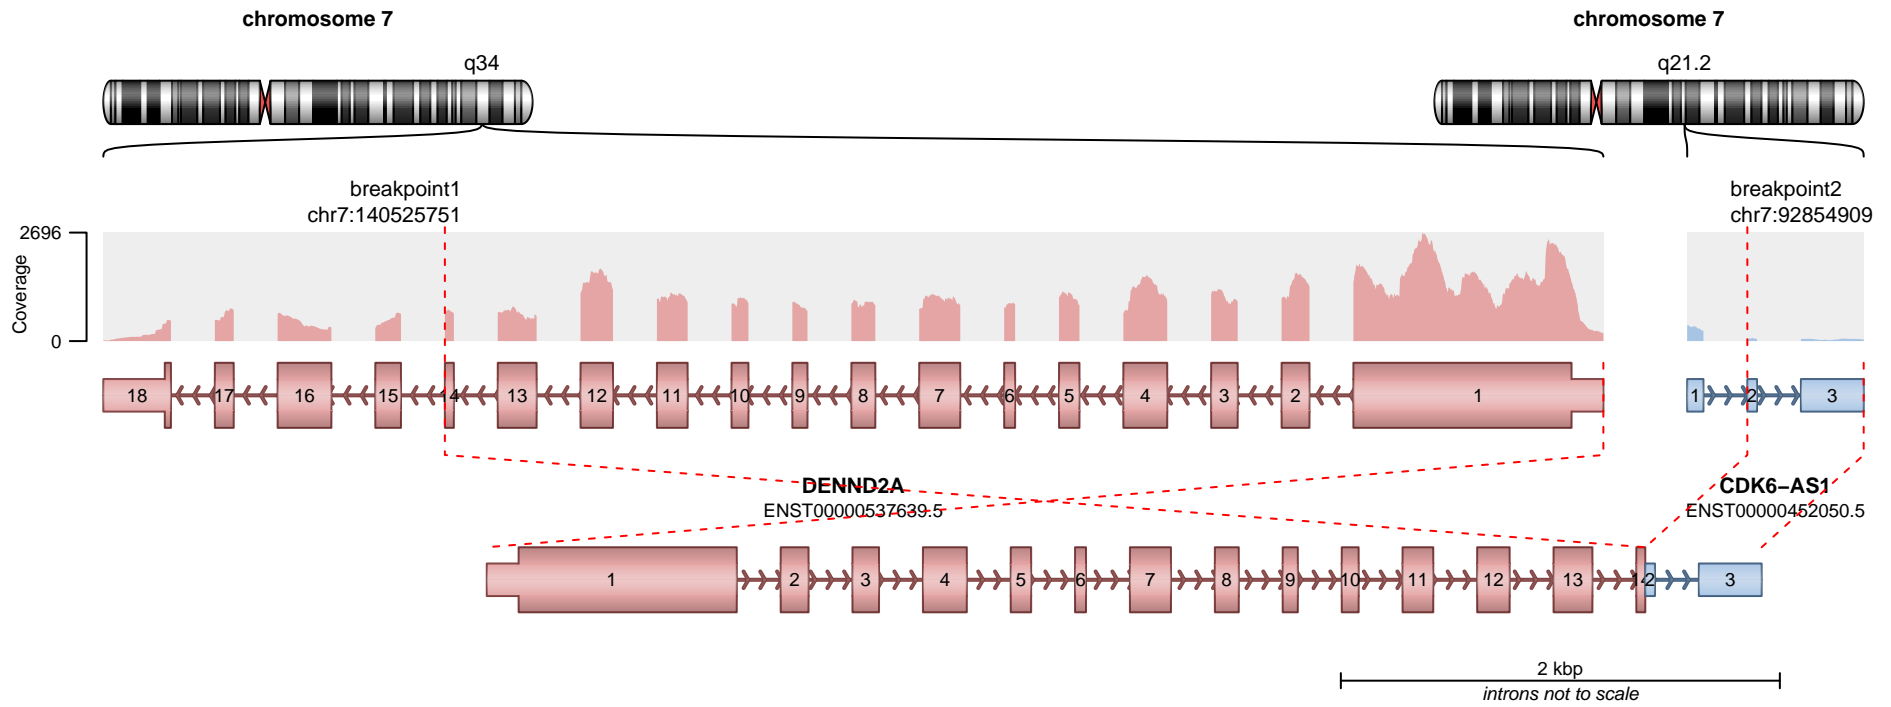 chromosome 7
chromosome 7
q34
q21.2
breakpoint1
chr7:140525751
breakpoint2
chr7:92854909
2696
0
Coverage
18 17 16 15 14 13 12 11 10 9 8 7 6 5 4 3 2 1
1 2 3
DENND2A
ENST00000537639.5
CDK6−AS1
ENST00000452050.5
1 2 3 4 5 6 7 8 9 10 11 12 13 14 2 3
2 kbp
introns not to scale